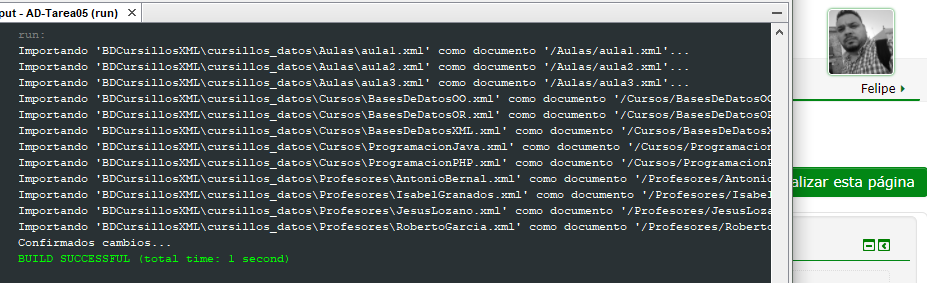 put - AD-Tarea05 (run)
run:
Importando 'BDCursillosXML\cursillos_datos\Aulas\aula1.xml' como documento '/Aulas/aula1.xml'...
Importando 'BDCursillosXML\cursillos_datos\Aulas\aula2.xml' como documento '/Aulas/aula2.xml'...
Importando 'BDCursillosXML\cursillos_datos\Aulas\aula3.xml' como documento '/Aulas/aula3.xml'...
Importando 'BDCursillosXML\cursillos_datos\Cursos\BasesDeDatosOO.xml' como documento '/Cursos/BasesDeDatosOO
Importando 'BDCursillosXML\cursillos_datos\Cursos\BasesDeDatosOR.xml' como documento '/Cursos/BasesDeDatosOR
Importando 'BDCursillosXML\cursillos_datos\Cursos\BasesDeDatosXML.xml' como documento '/Cursos/BasesDeDatosX
Importando 'BDCursillosXML\cursillos_datos\Cursos\ProgramacionJava.xml' como documento '/Cursos/Programacion
Importando 'BDCursillosXML\cursillos_datos\Cursos\ProgramacionPHP.xml' como documento '/Cursos/ProgramacionP
Importando 'BDCursillosXML\cursillos_datos\Profesores\AntonioBernal.xml' como documento '/Profesores/Antonio
Importando 'BDCursillosXML\cursillos_datos\Profesores\IsabelGranados.xml' como documento '/Profesores/Isabel
Importando 'BDCursillosXML\cursillos_datos\Profesores\JesusLozano.xml' como documento '/Profesores/JesusLoza
Importando 'BDCursillosXML\cursillos_datos\Profesores\RobertoGarcia.xml' como documento '/Profesores/Roberto
Confirmados cambios...
BUILD SUCCESSFUL (total time: 1 second)
Felipe
alizar esta página